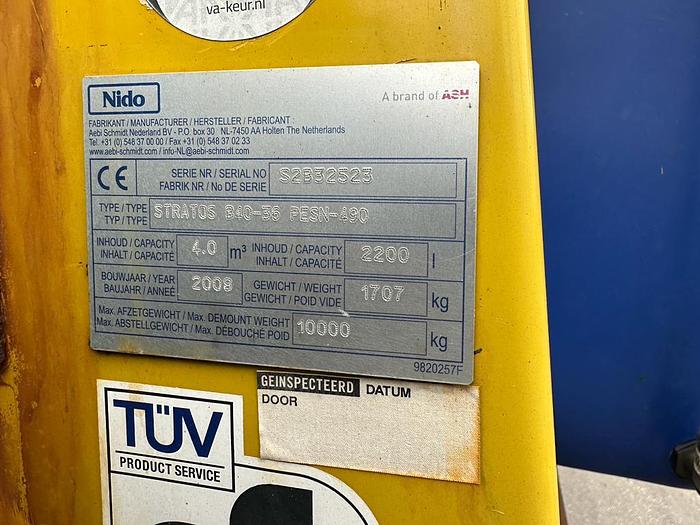 va-keur.nl
Nido
A brand of ASH
FABRIKANT / MANUFACTURER / HERSTELLER / FABRICANT :
Aebi Schmidt Nederland BV - P.O. box 30 NL-7450 AA Holten The Netherlands
Tel. +31 (0) 548 37 00 00 / Fax +31 (0) 548 37 02 33
www.aebi-schmidt.com / info-NL@aebi-schmidt.com
CE
SERIE NR / SERIAL NO
FABRIK NR / No DE SERIE
S2B32523
TYPE / TYPE
TYP / TYPE
STRATOS B40-36 PESN-490
INHOUD / CAPACITY
INHALT / CAPACITÉ
4.0 m³
INHOUD / CAPACITY
INHALT / CAPACITÉ
2200 l
BOUWJAAR / YEAR
BAUJAHR / ANNEÉ
2008
GEWICHT / WEIGHT
GEWICHT / POID VIDE
1707 kg
Max. AFZETGEWICHT / Max. DEMOUNT WEIGHT
Max. ABSTELLGEWICHT / Max. DÉBOUCHÉ POID
10000 kg
9820257F
GEINSPECTEERD DATUM
DOOR
TÜV
PRODUCT SERVICE